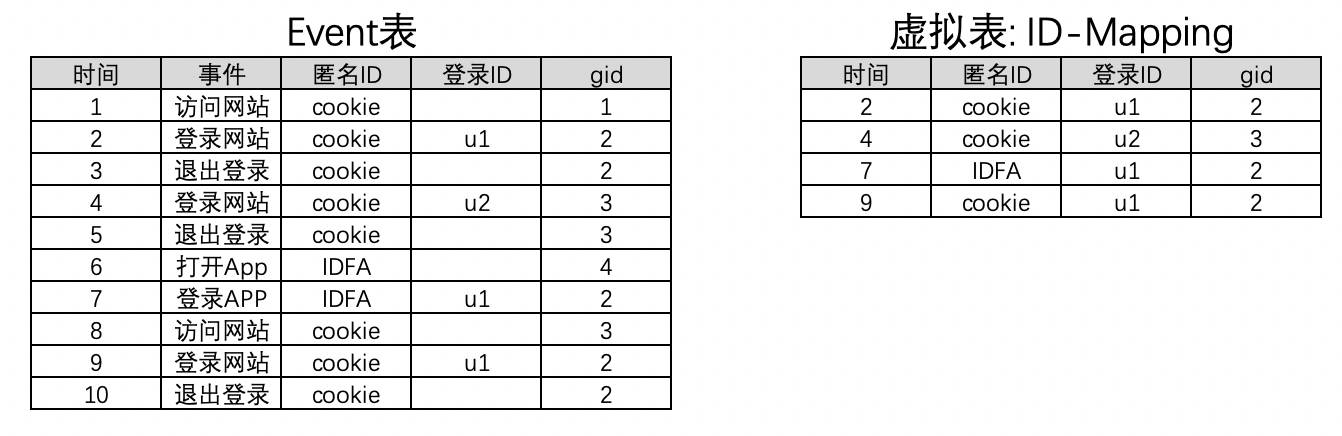 Event表
时间 事件 匿名ID 登录ID gid
1 访问网站 cookie 1
2 登录网站 cookie u1 2
3 退出登录 cookie 2
4 登录网站 cookie u2 3
5 退出登录 cookie 3
6 打开App IDFA 4
7 登录APP IDFA u1 2
8 访问网站 cookie 3
9 登录网站 cookie u1 2
10 退出登录 cookie 2
虚拟表: ID-Mapping
时间 匿名ID 登录ID gid
2 cookie u1 2
4 cookie u2 3
7 IDFA u1 2
9 cookie u1 2